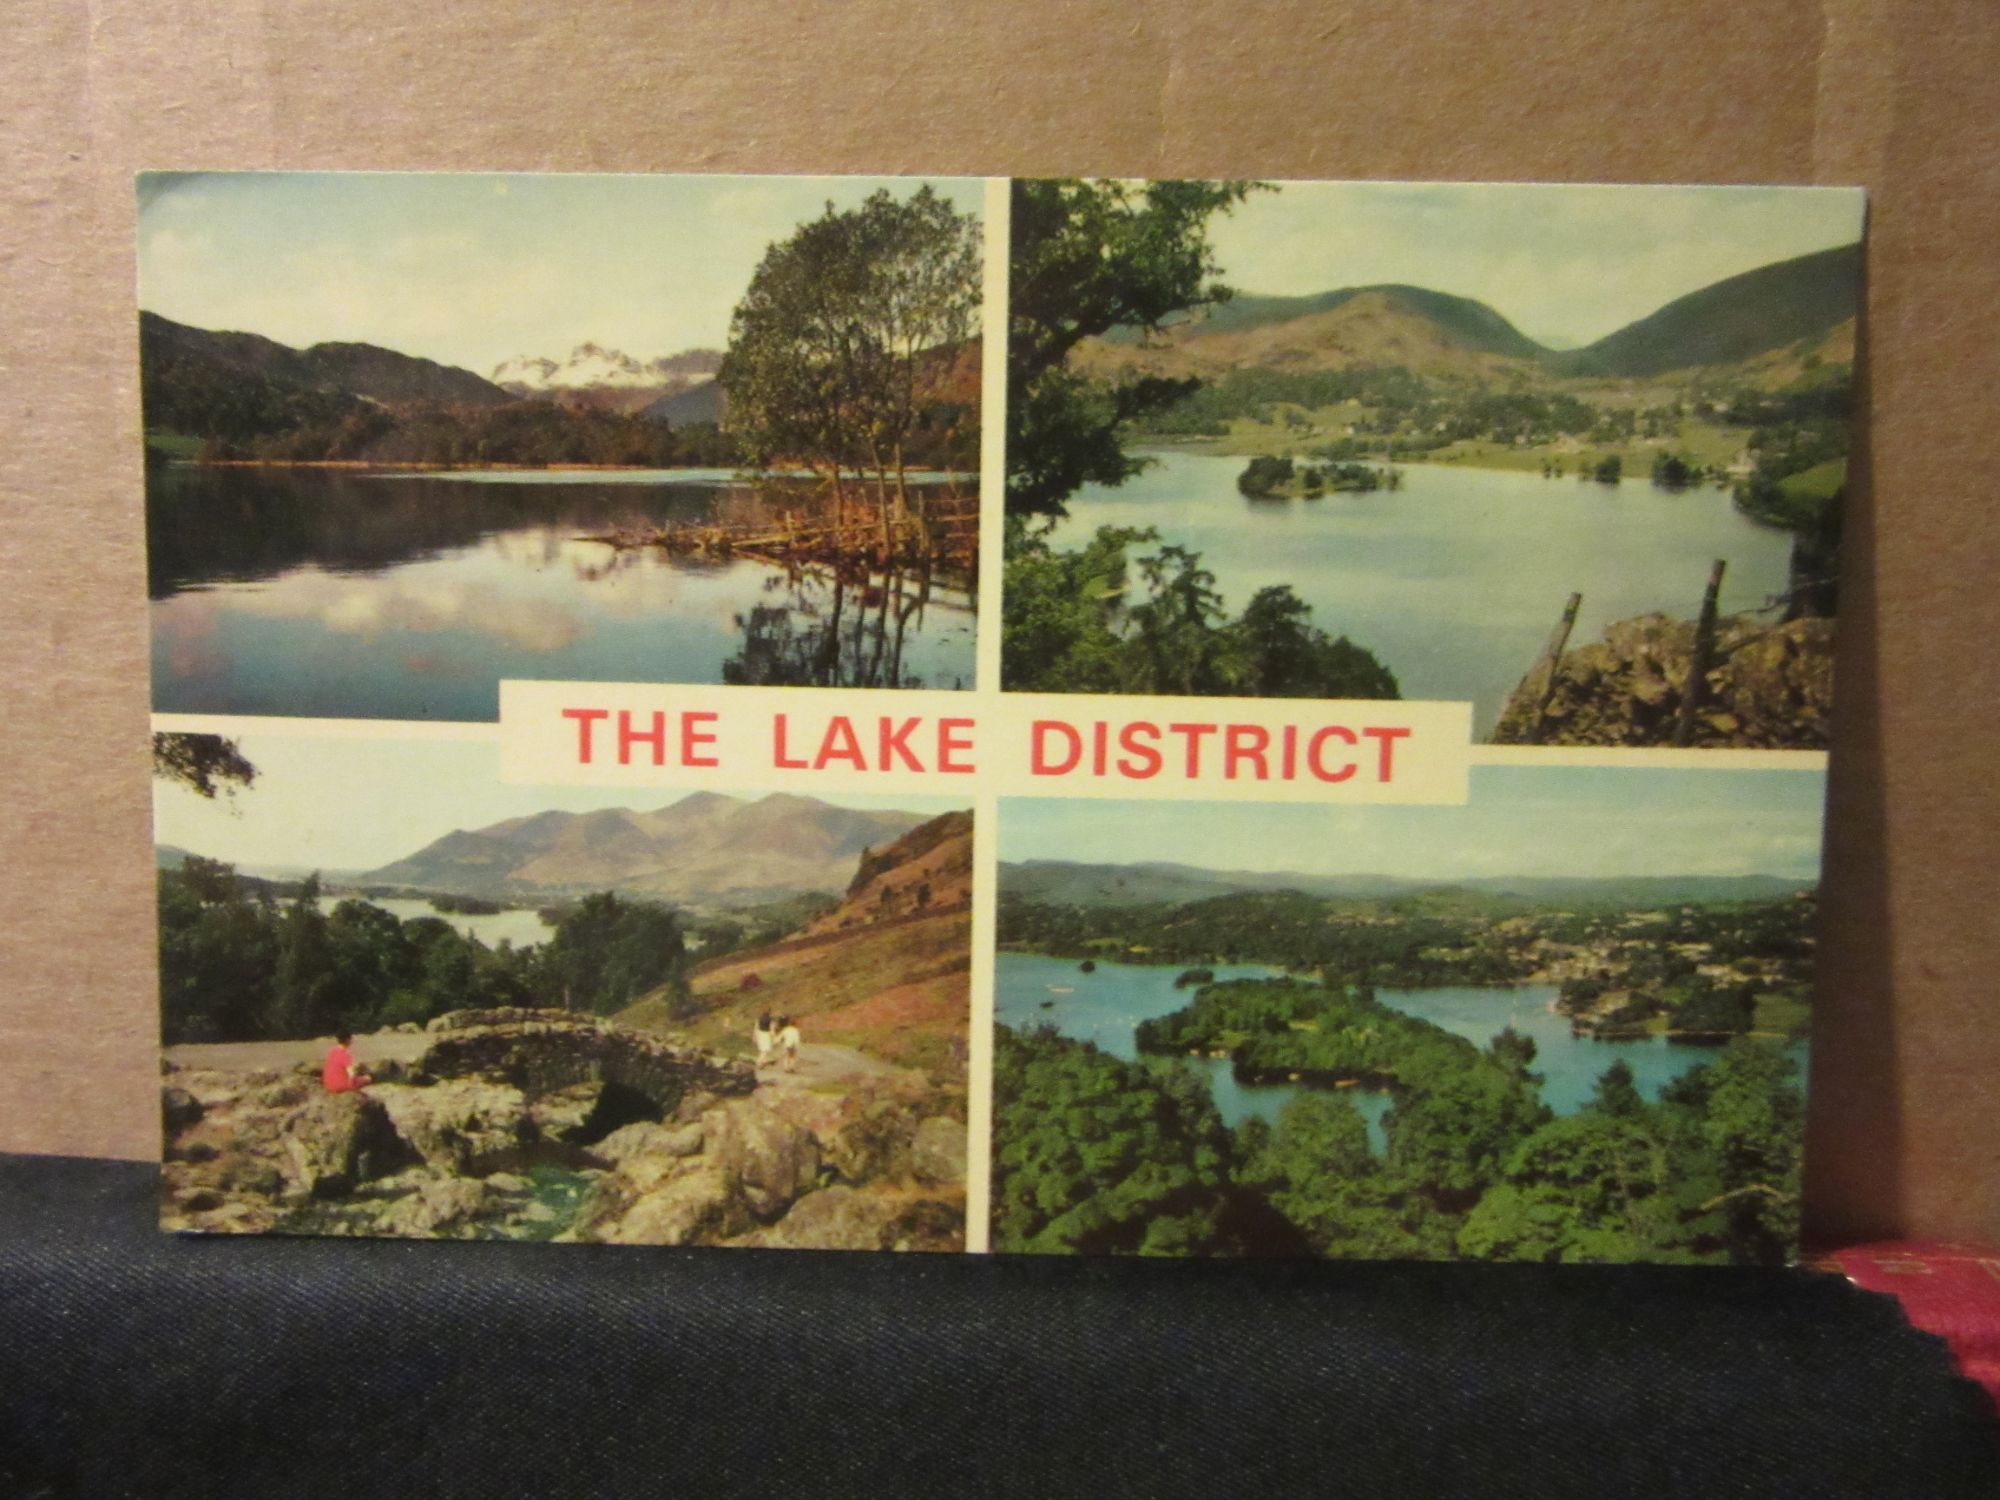 THE LAKE DISTRICT